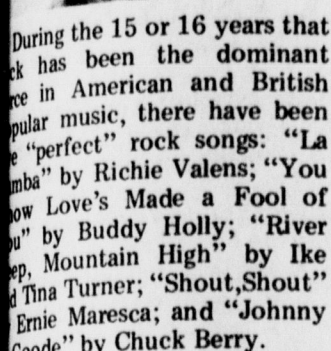 During the 15 or 16 years that
has been the dominant
in American and British
music, there have been
"perfect" rock songs: "La
by Richie Valens; "You
Love's Made a Fool of
by Buddy Holly; "River
Mountain High" by Ike
Tina Turner; "Shout,Shout"
Ernie Maresca; and "Johnny
by Chuck Berry.